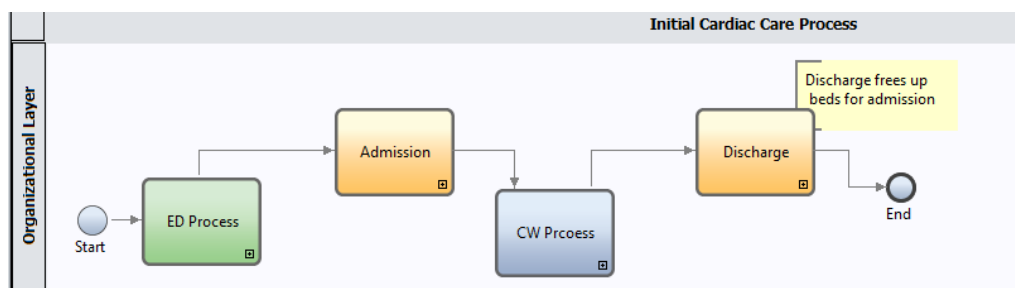 Initial Cardiac Care Process
Organizational Layer
Discharge frees up
beds for admission
Admission
Discharge
ED Process
CW Prcoess
Start
End